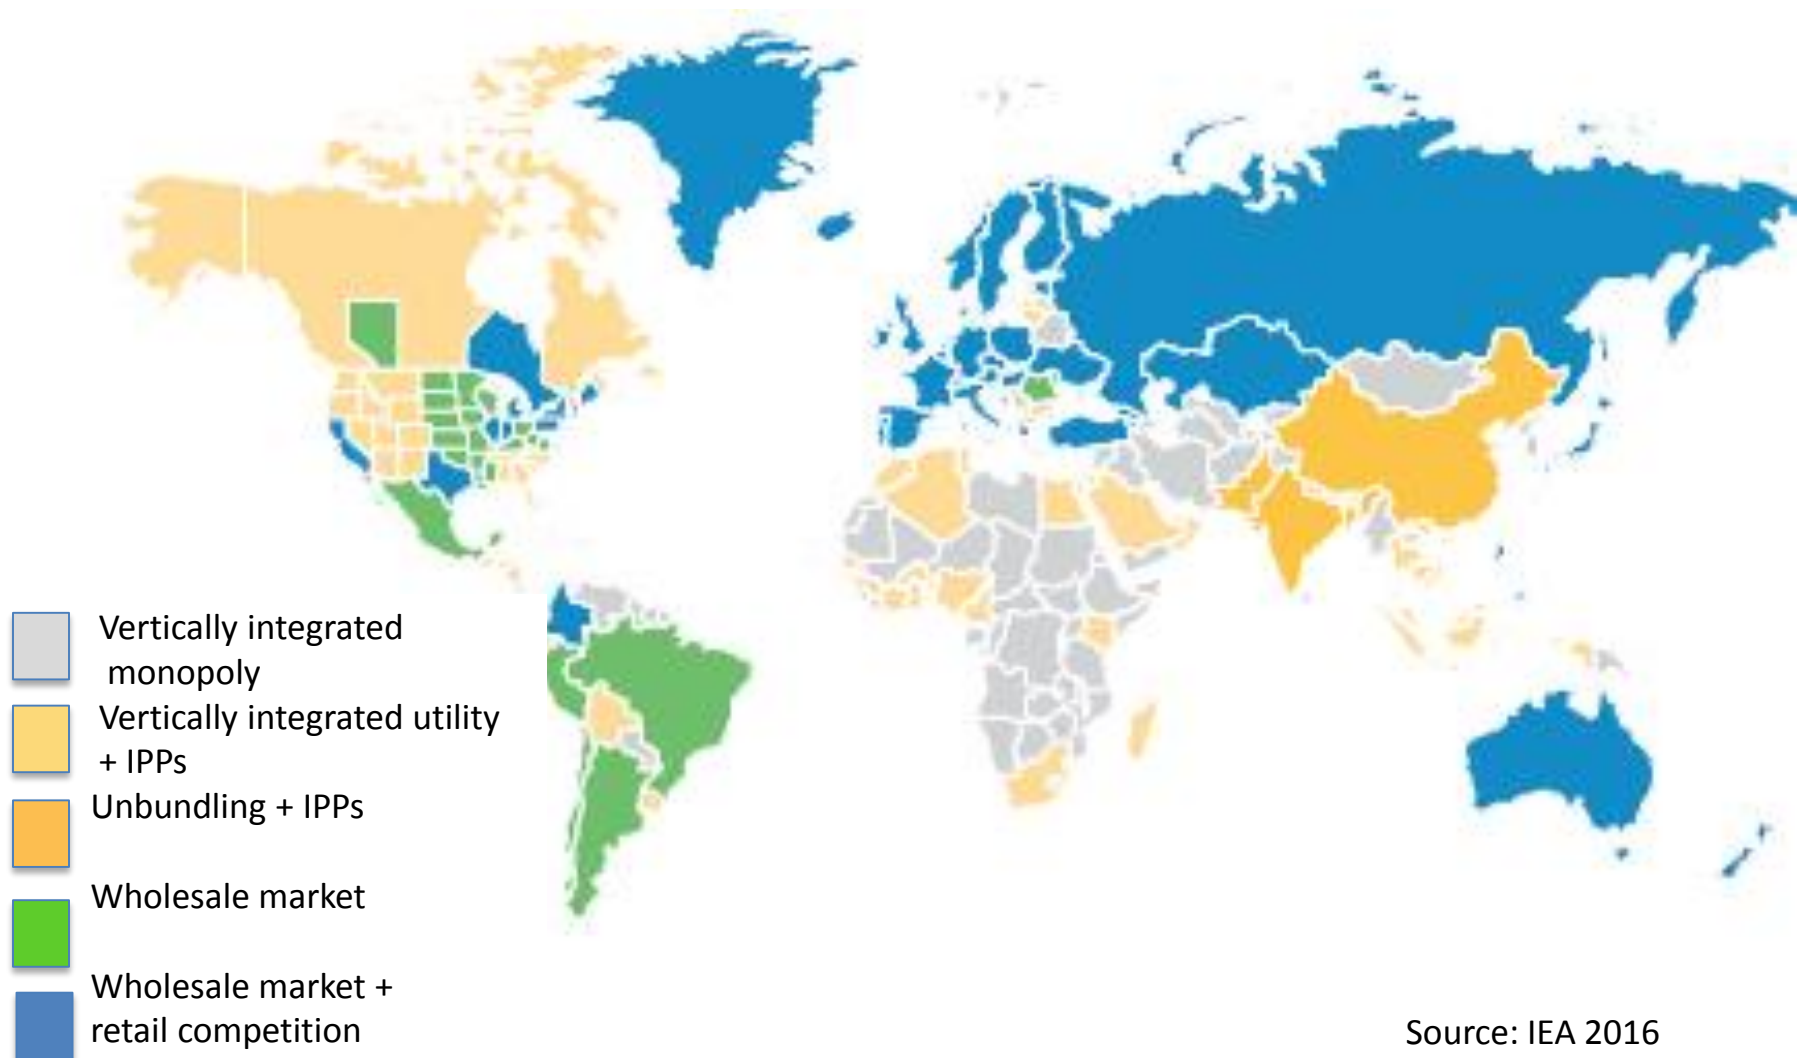 Vertically integrated
monopoly
Vertically integrated utility
+ IPPs
Unbundling + IPPs
Wholesale market
Wholesale market +
retail competition
Source: IEA 2016